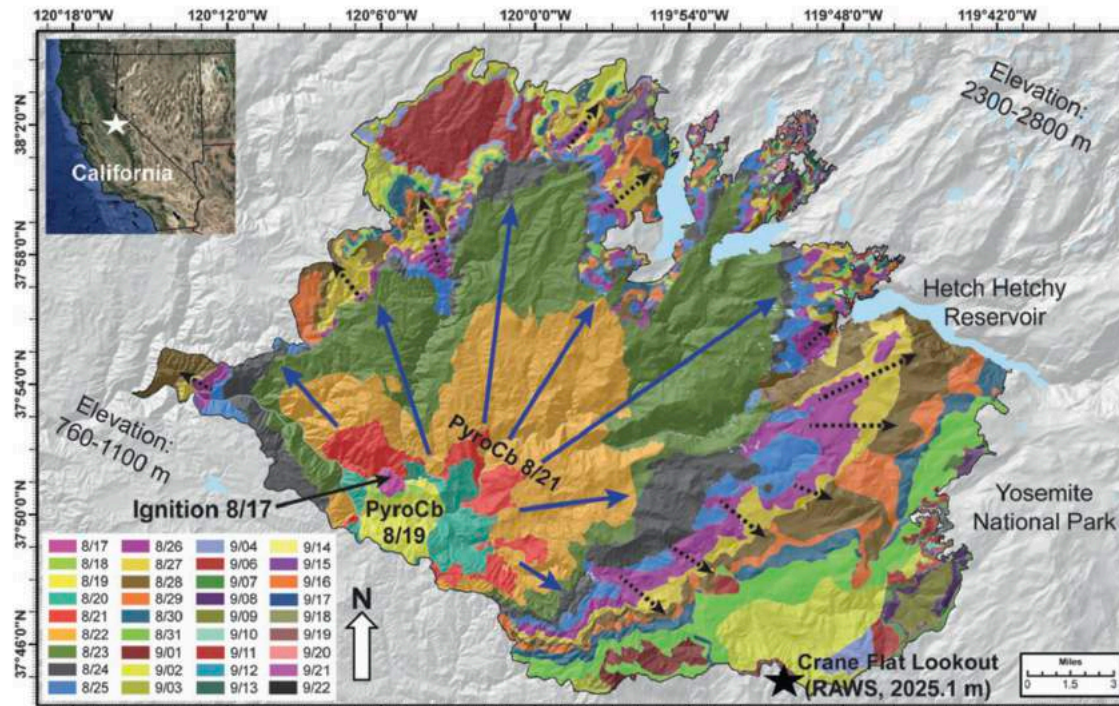 120°18'0"W
120°12'0"W
120°6'0"W
120°0'0"W
119°54'0"W
119°48'0"W
119°42'0"W
38°2'0"N
37°58'0"N
37°54'0"N
37°50'0"N
37°46'0"N
California
Elevation:
2300-2800 m
Hetch Hetchy
Reservoir
Elevation:
760-1100 m
PyroCb 8/21
Ignition 8/17
PyroCb
8/19
Yosemite
National Park
8/17 8/26 9/04 9/14
8/18 8/27 9/06 9/15
8/19 8/28 9/07 9/16
8/20 8/29 9/08 9/17
8/21 8/30 9/09 9/18
8/22 8/31 9/10 9/19
8/23 9/01 9/11 9/20
8/24 9/02 9/12 9/21
8/25 9/03 9/13 9/22
N
Crane Flat Lookout
(RAWS, 2025.1 m)
Miles
0 1.5 3